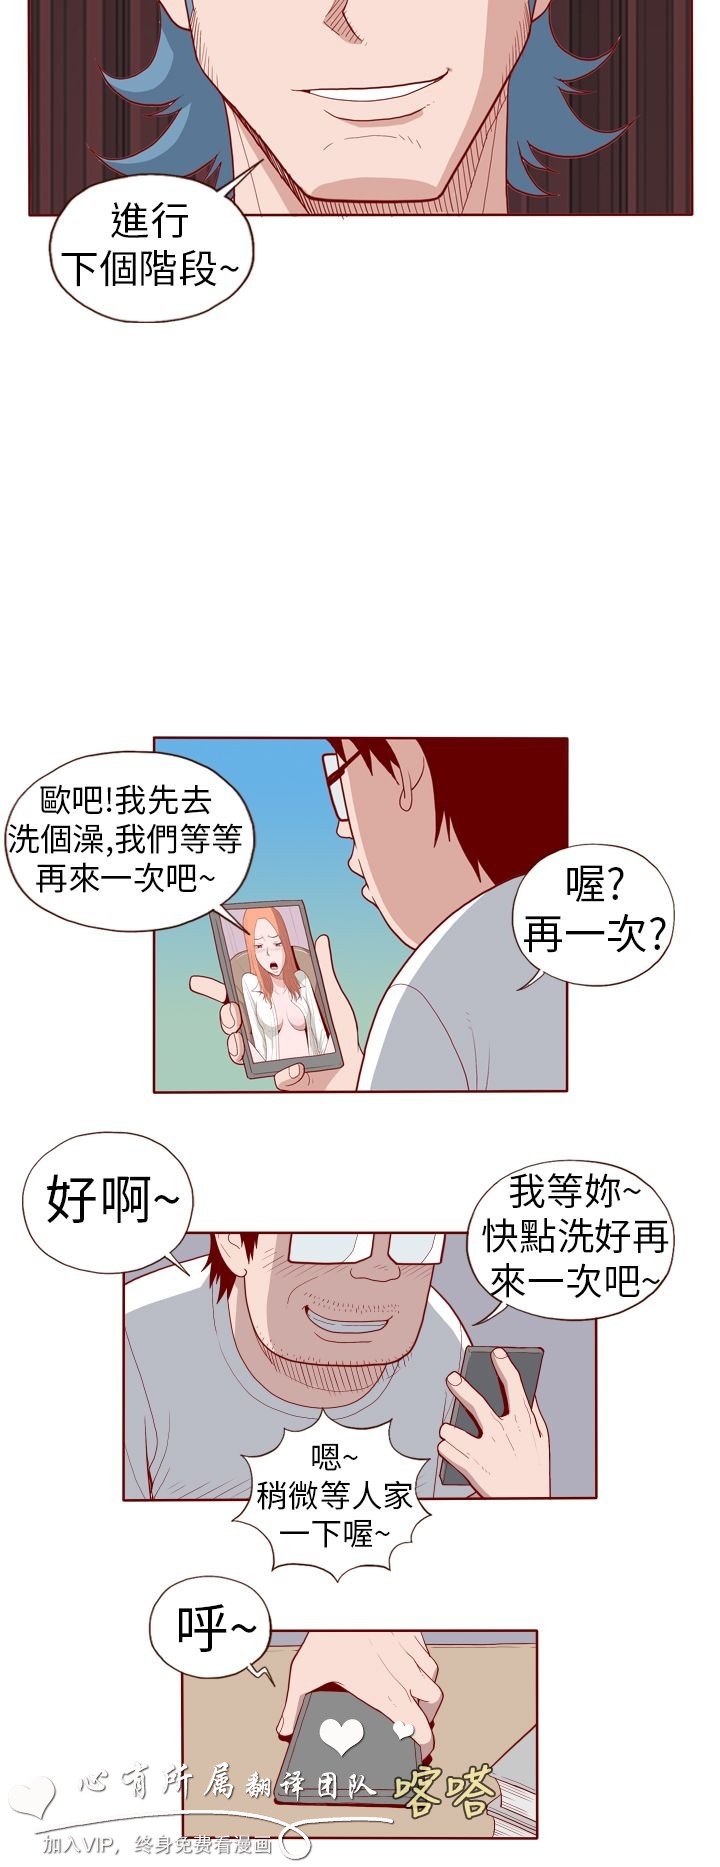 進行
下個階段~
歐吧!我先去
洗個澡,我們等等
再來一次吧~
喔?
再一次?
好啊~
我等妳~
快點洗好再
來一次吧~
嗯~
稍微等人家
一下喔~
呼~
喀嗒
心有所属翻译团队
加入VIP，终身免费看漫画